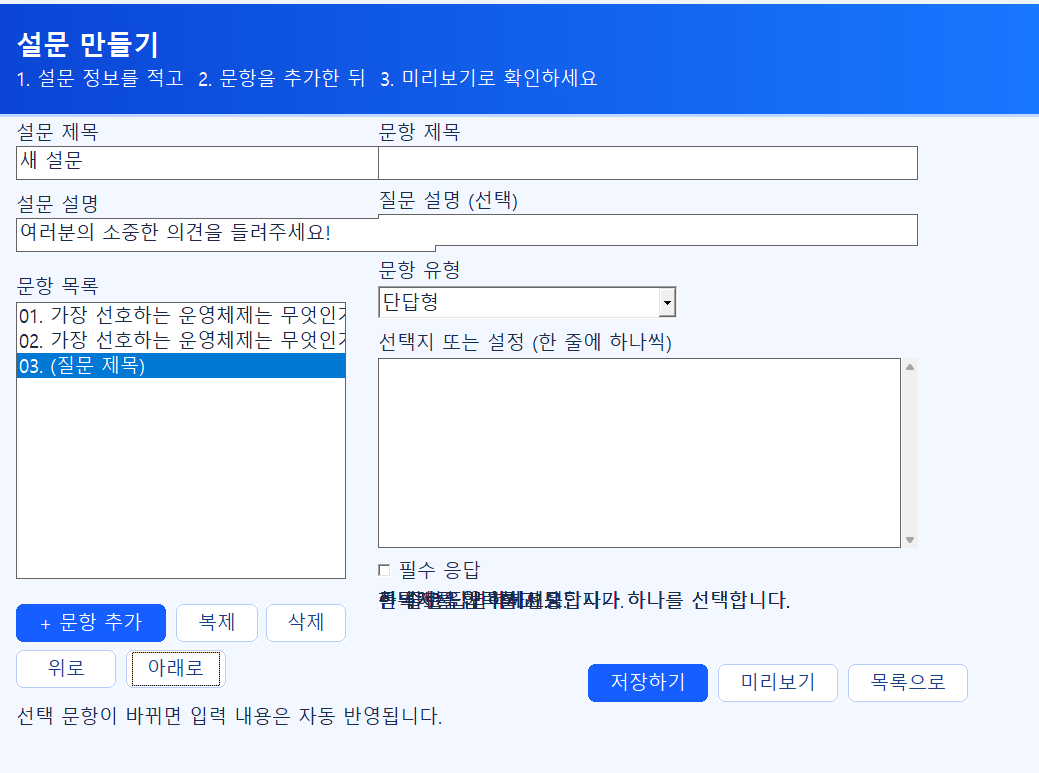 설문 만들기
1. 설문 정보를 적고 2. 문항을 추가한 뒤 3. 미리보기로 확인하세요
설문 제목
새 설문
설문 설명
여러분의 소중한 의견을 들려주세요!
문항 목록
01. 가장 선호하는 운영체제는 무엇인가
02. 가장 선호하는 운영체제는 무엇인가
03. (질문 제목)
+ 문항 추가
복제
삭제
위로
아래로
선택 문항이 바뀌면 입력 내용은 자동 반영됩니다.
문항 제목
질문 설명 (선택)
문항 유형
단답형
선택지 또는 설정 (한 줄에 하나씩)
필수 응답
하나를 선택합니다.
저장하기
미리보기
목록으로